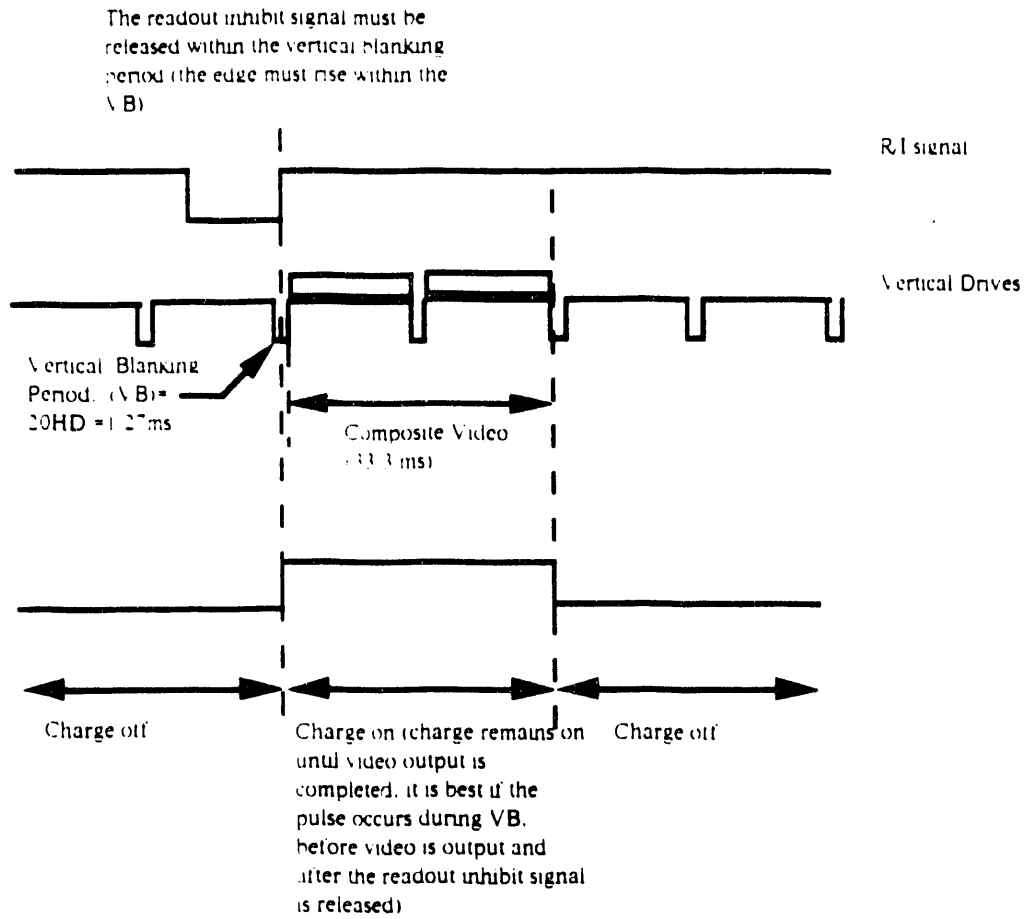 The readout inhibit signal must be
released within the vertical blanking
period (the edge must rise within the
VB)
R.I signal
Vertical Drives
Vertical Blanking
Period. (VB)=
20HD =1.27ms
Composite Video
(33.3 ms)
Charge off
Charge on (charge remains on
until video output is
completed. it is best if the
pulse occurs during VB.
before video is output and
after the readout inhibit signal
is released)
Charge off